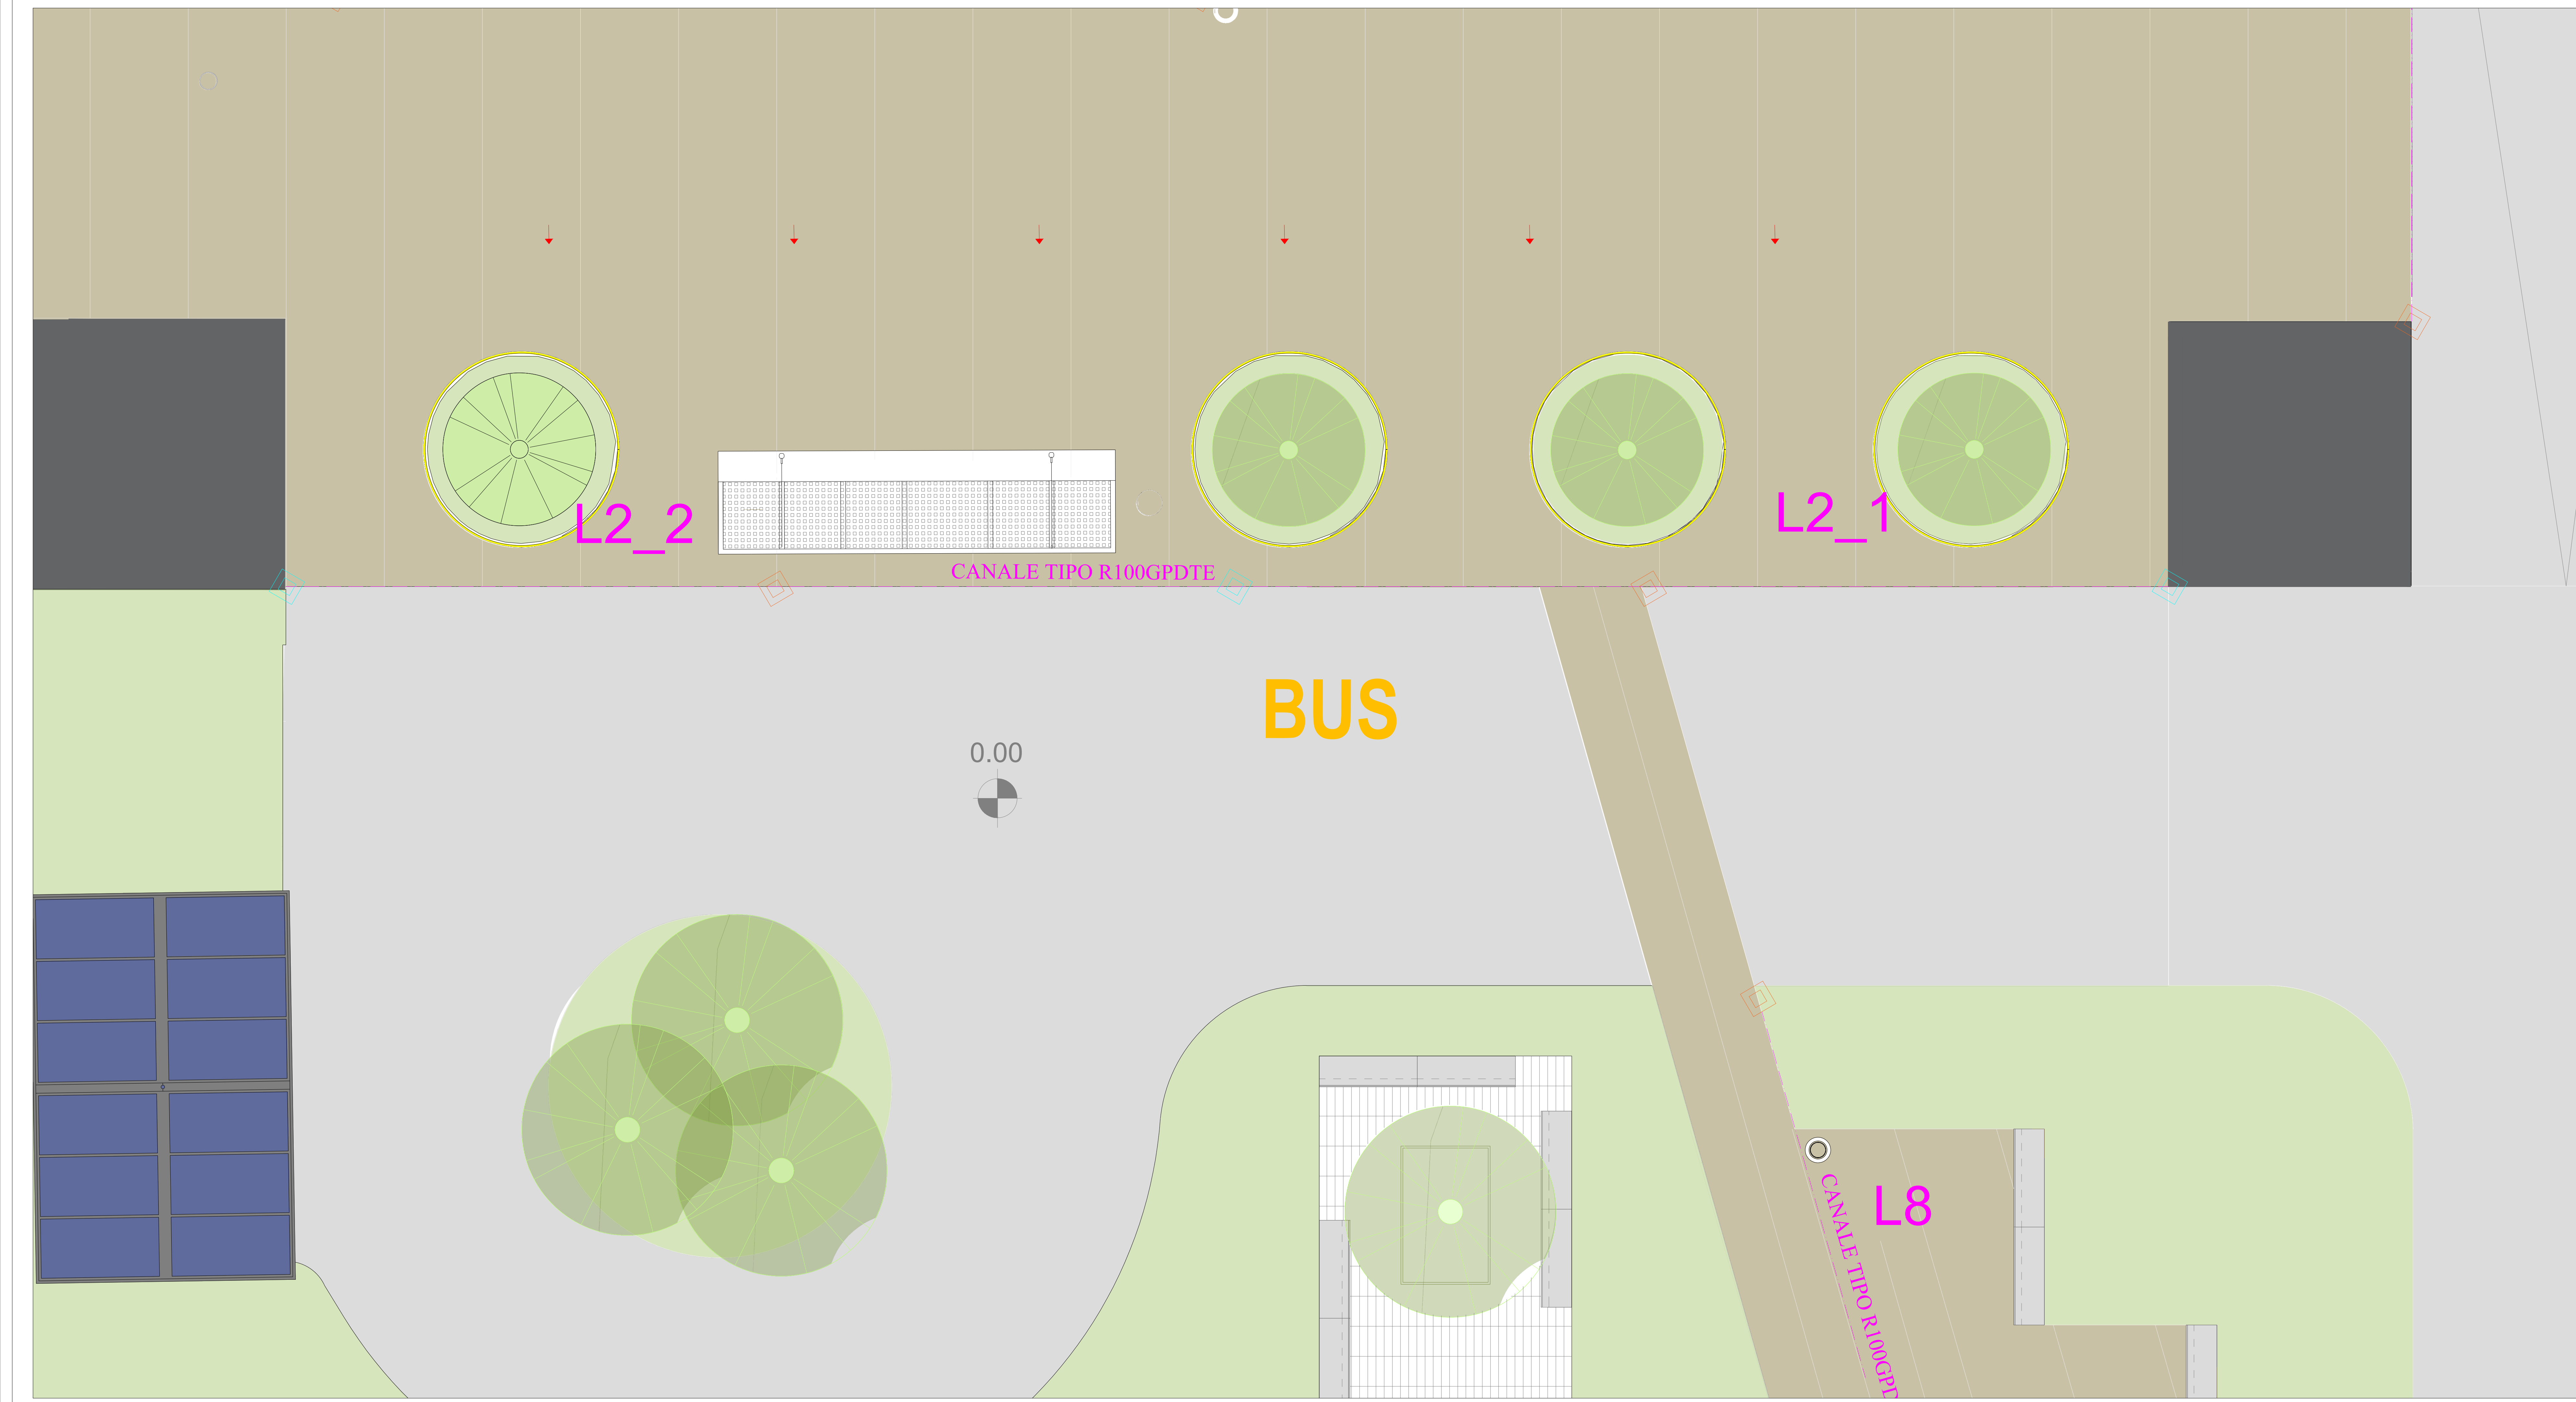 L2_2
L2_1
CANALE TIPO R100GPDTE
BUS
0.00
L8
CANALE TIPO R100GPD